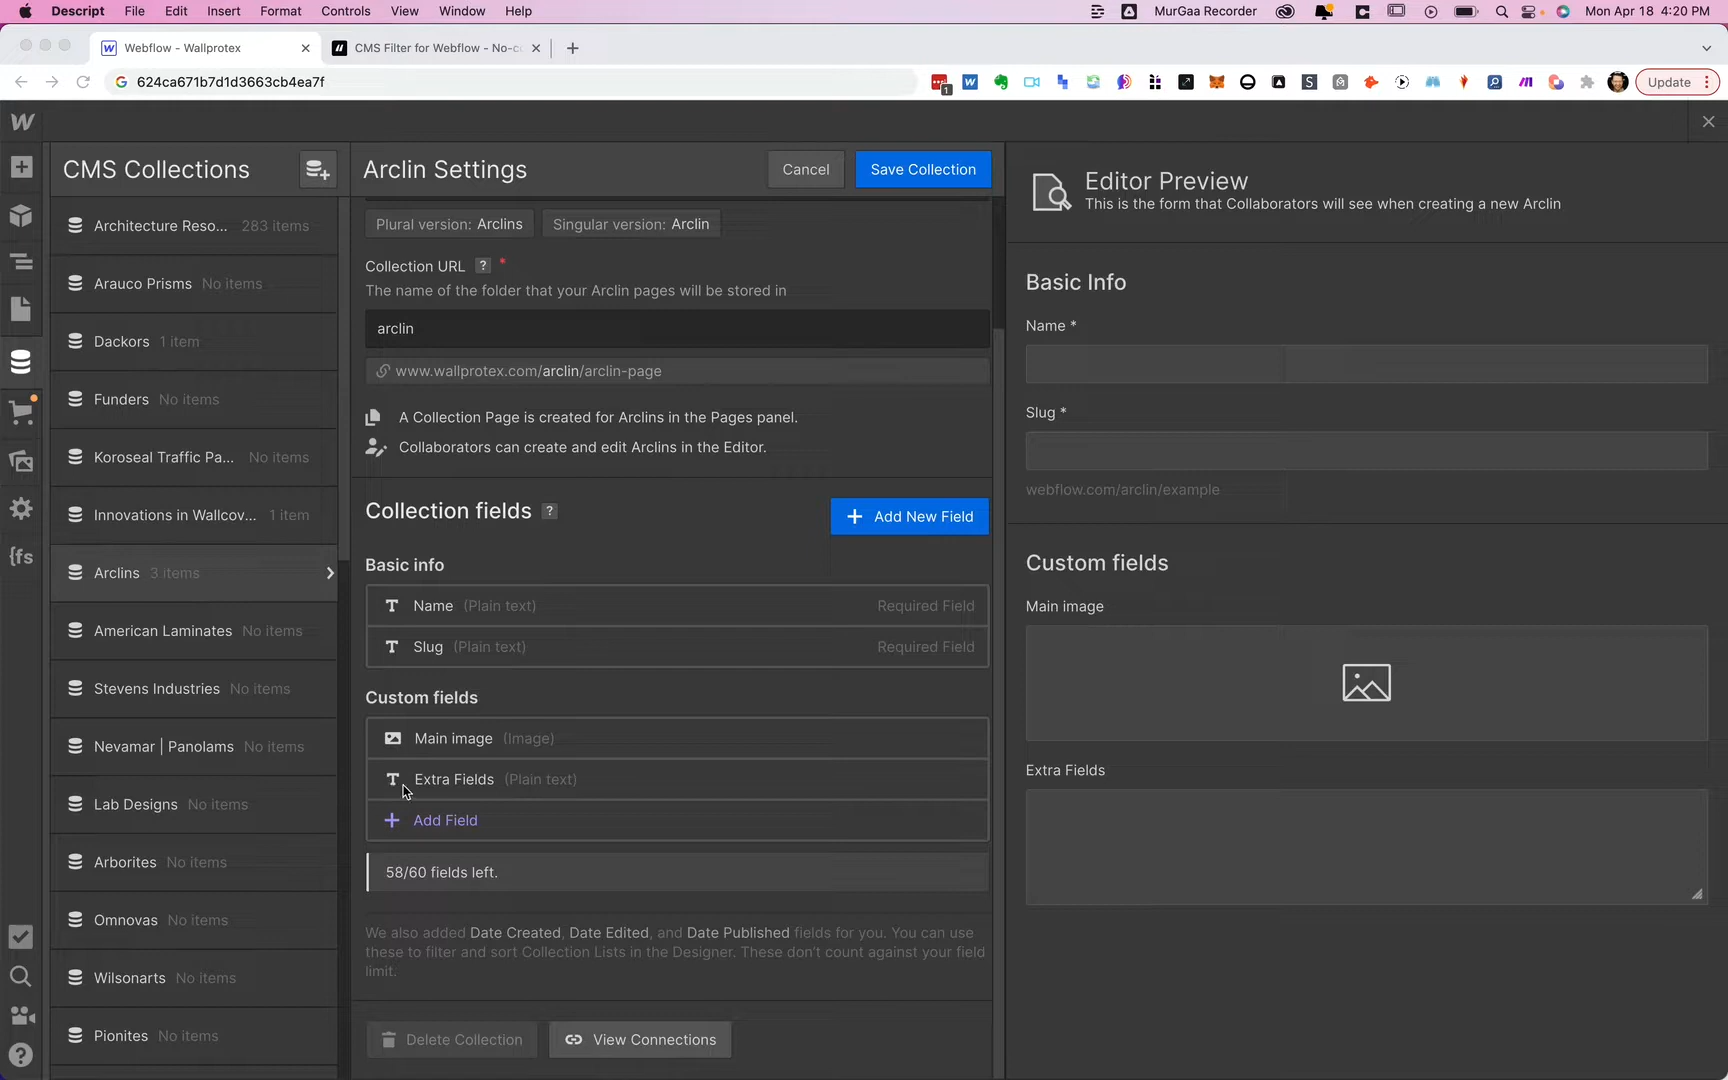 Descript File Edit Insert Format Controls View Window Help
MurGaa Recorder
Mon Apr 18 4:20 PM
Webflow - Wallprotex
CMS Filter for Webflow - No-c
624ca671b7d1d3663cb4ea7f
1
Update
CMS Collections
Architecture Reso... 283 items
Arauco Prisms No items
Dackors 1 item
Funders No items
Koroseal Traffic Pa... No items
Innovations in Wallcov... 1 item
Arclins 3 items
American Laminates No items
Stevens Industries No items
Nevamar | Panolams No items
Lab Designs No items
Arborites No items
Omnovas No items
Wilsonarts No items
Pionites No items
{fs
Arclin Settings
Cancel
Save Collection
Plural version: Arclins
Singular version: Arclin
Collection URL ? *
The name of the folder that your Arclin pages will be stored in
arclin
www.wallprotex.com/arclin/arclin-page
A Collection Page is created for Arclins in the Pages panel.
Collaborators can create and edit Arclins in the Editor.
Collection fields ?
+ Add New Field
Basic info
Name (Plain text) Required Field
Slug (Plain text) Required Field
Custom fields
Main image (Image)
Extra Fields (Plain text)
+ Add Field
58/60 fields left.
We also added Date Created, Date Edited, and Date Published fields for you. You can use
these to filter and sort Collection Lists in the Designer. These don't count against your field
limit.
Delete Collection
View Connections
Editor Preview
This is the form that Collaborators will see when creating a new Arclin
Basic Info
Name *
Slug *
webflow.com/arclin/example
Custom fields
Main image
Extra Fields